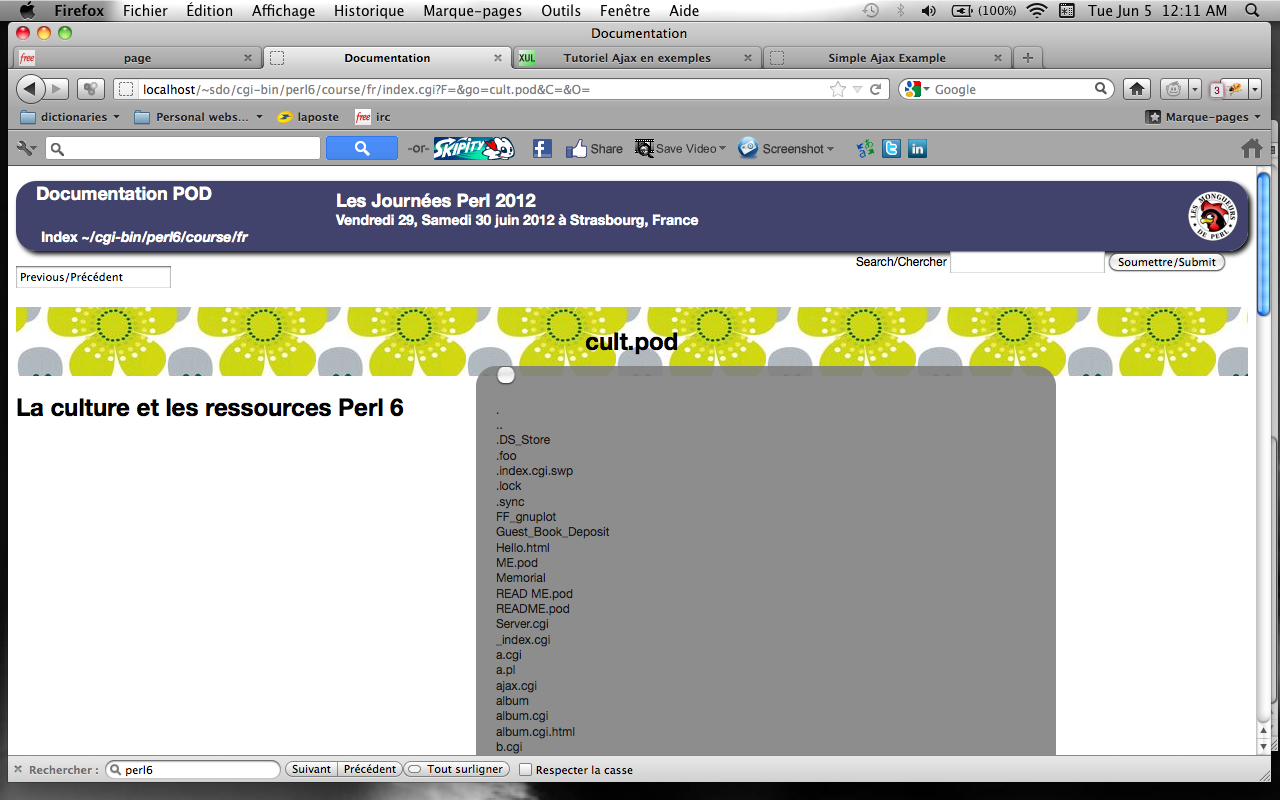 Firefox Fichier Édition Affichage Historique Marque-pages Outils Fenêtre Aide (100%) Tue Jun 5 12:11 AM
Documentation
free page Documentation XUL Tutoriel Ajax en exemples Simple Ajax Example
localhost/~sdo/cgi-bin/perl6/course/fr/index.cgi?F=&go=cult.pod&C=&O= Google 3
dictionaries Personal webs... laposte free irc Marque-pages
-or- SKiPiTY Share Save Video Screenshot
Documentation POD
Les Journées Perl 2012
Vendredi 29, Samedi 30 juin 2012 à Strasbourg, France
LES MONGUEURS DE PERL
Index ~/cgi-bin/perl6/course/fr
Search/Chercher Soumettre/Submit
Previous/Précédent
cult.pod
La culture et les ressources Perl 6
.
..
.DS_Store
.foo
.index.cgi.swp
.lock
.sync
FF_gnuplot
Guest_Book_Deposit
Hello.html
ME.pod
Memorial
READ ME.pod
README.pod
Server.cgi
_index.cgi
a.cgi
a.pl
ajax.cgi
album
album.cgi
album.cgi.html
b.cgi
Rechercher : perl6 Suivant Précédent Tout surligner Respecter la casse